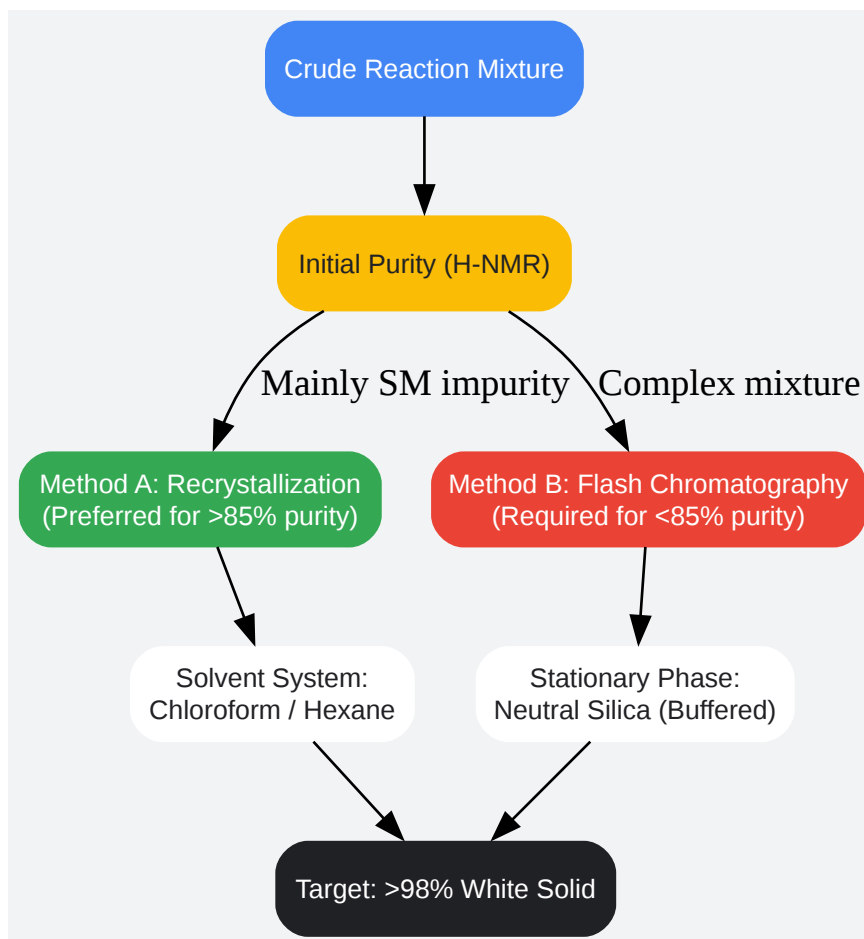 Crude Reaction Mixture
Initial Purity (H-NMR)
Mainly SM impurity
Complex mixture
Method A: Recrystallization
(Preferred for >85% purity)
Method B: Flash Chromatography
(Required for <85% purity)
Solvent System:
Chloroform / Hexane
Stationary Phase:
Neutral Silica (Buffered)
Target: >98% White Solid